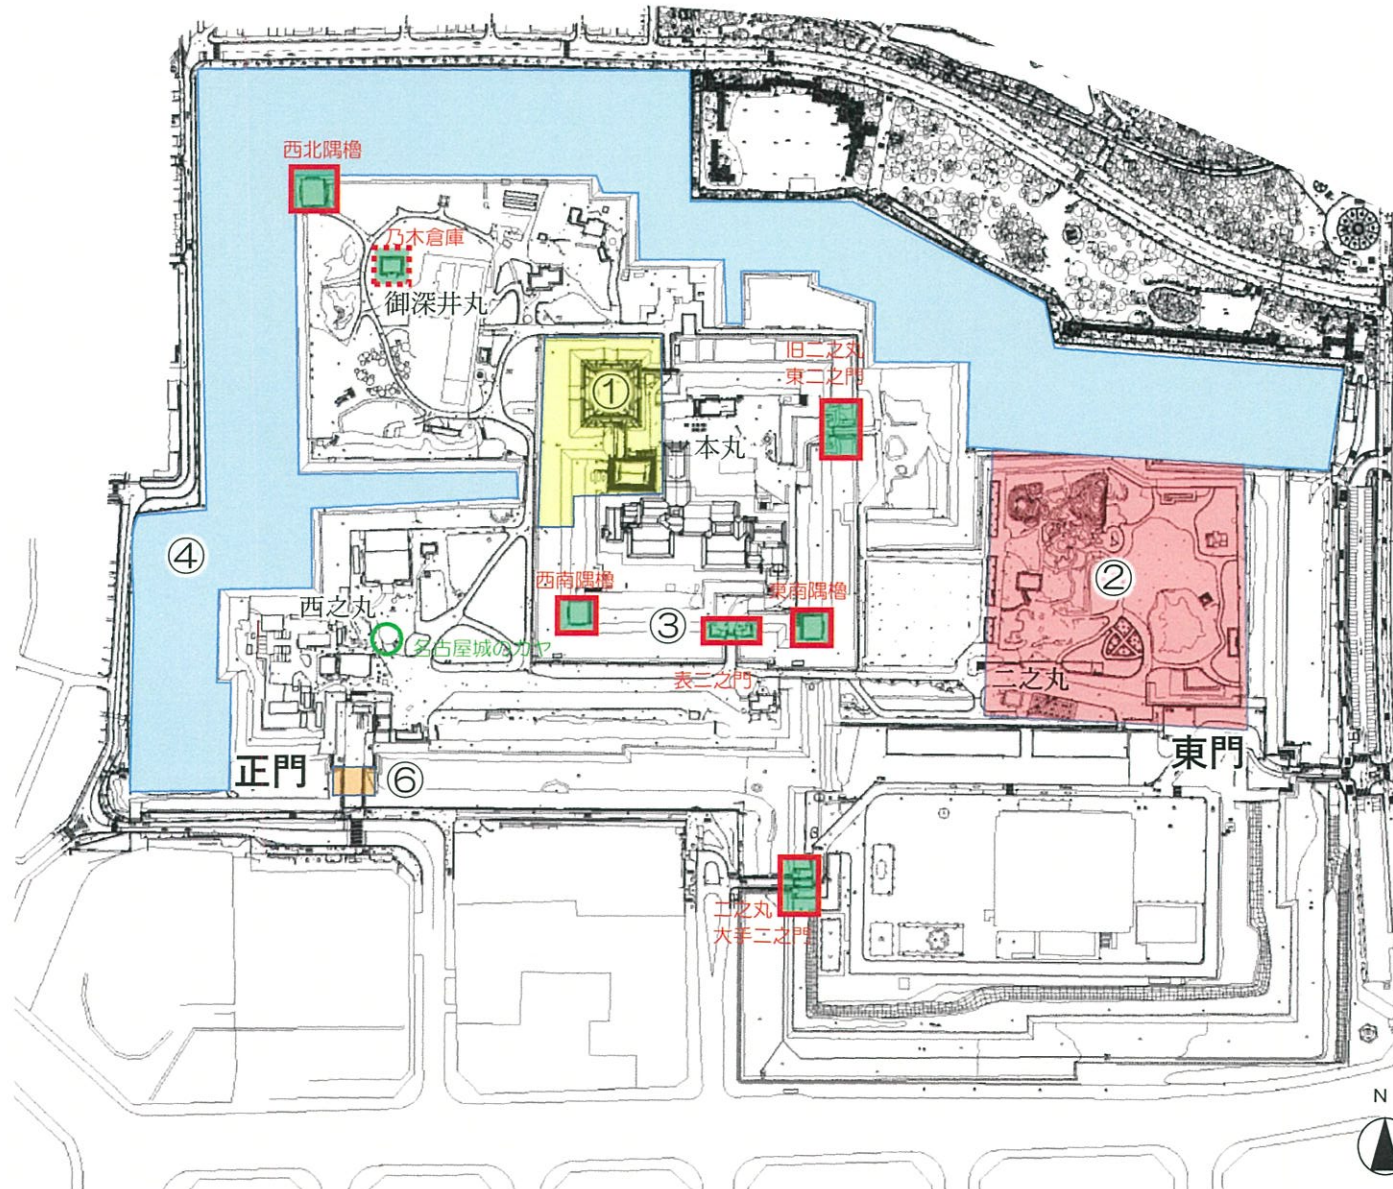 西北隅櫓
乃木倉庫
御深井丸
①
旧二之丸
東二之門
本丸
④
②
西南隅櫓
③
東南隅櫓
西之丸
名古屋城のカヤ
表二之門
二之丸
東門
正門
⑥
二之丸
大手二之門
N